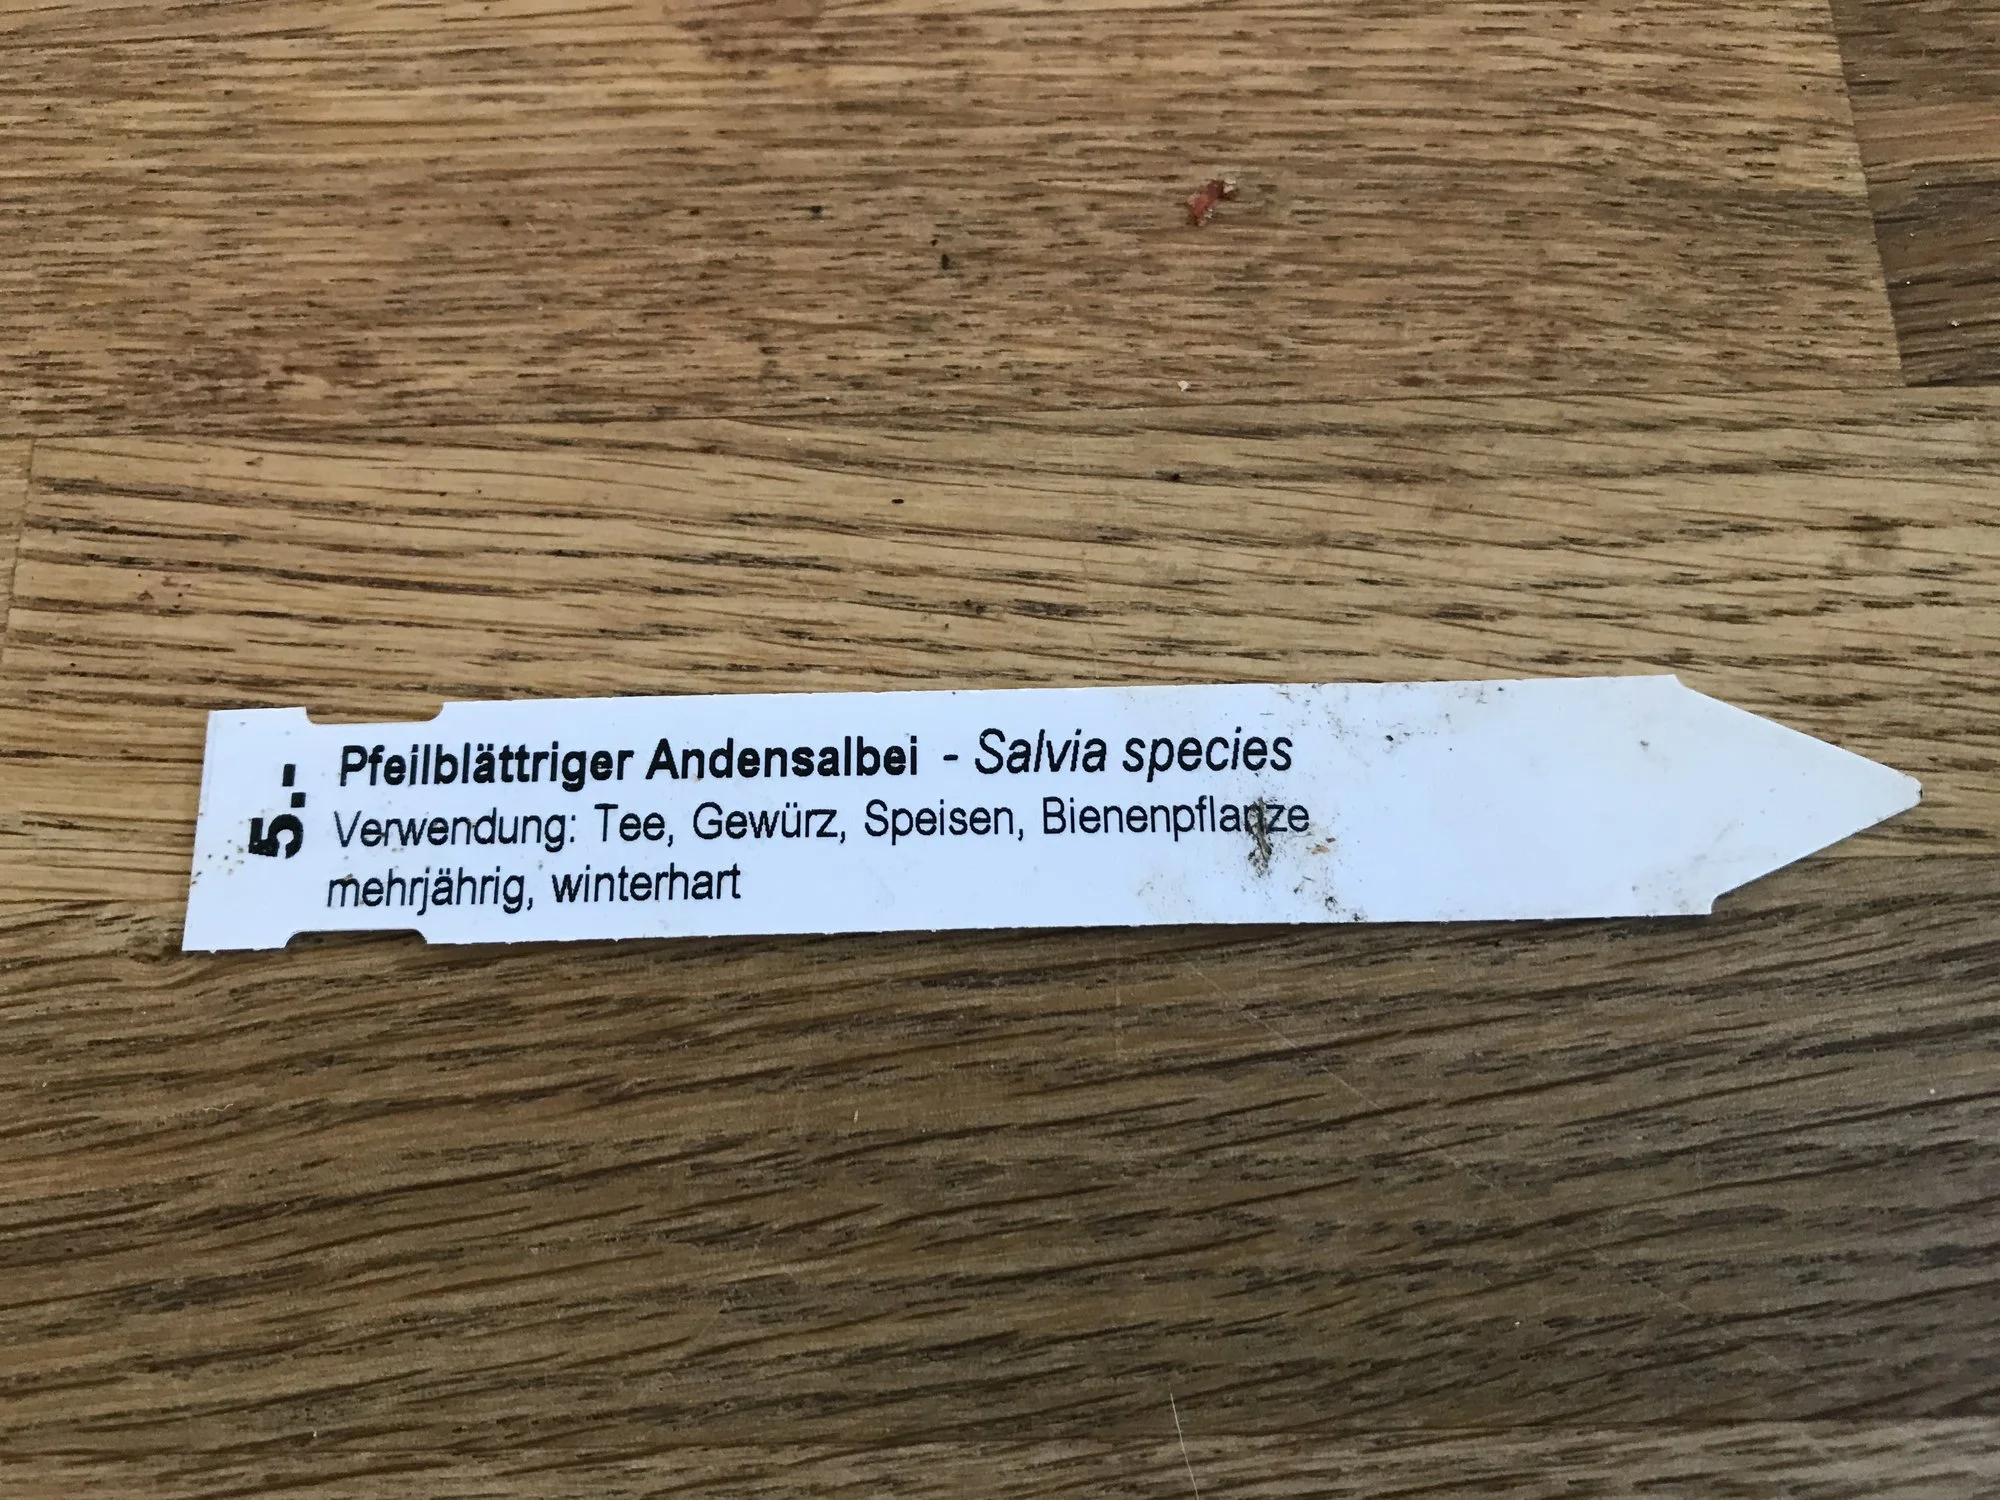 5.-
Pfeilblättriger Andensalbei - Salvia species
Verwendung: Tee, Gewürz, Speisen, Bienenpflanze
mehrjährig, winterhart